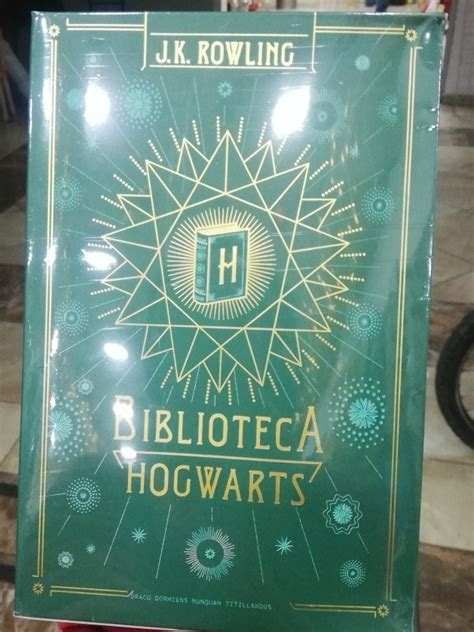 J.K. ROWLING
H
BIBLIOTECA
HOGWARTS
DRACO DORMIENS NUNQUAM TITILLANDUS